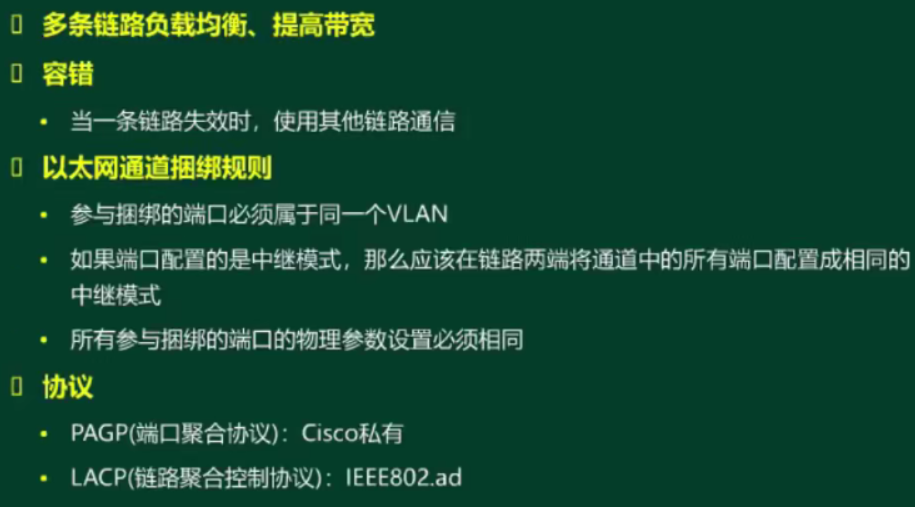 多条链路负载均衡、提高带宽
容错
• 当一条链路失效时，使用其他链路通信
以太网通道捆绑规则
• 参与捆绑的端口必须属于同一个VLAN
• 如果端口配置的是中继模式，那么应该在链路两端将通道中的所有端口配置成相同的
中继模式
• 所有参与捆绑的端口的物理参数设置必须相同
协议
• PAGP(端口聚合协议)：Cisco私有
• LACP(链路聚合控制协议)：IEEE802.ad